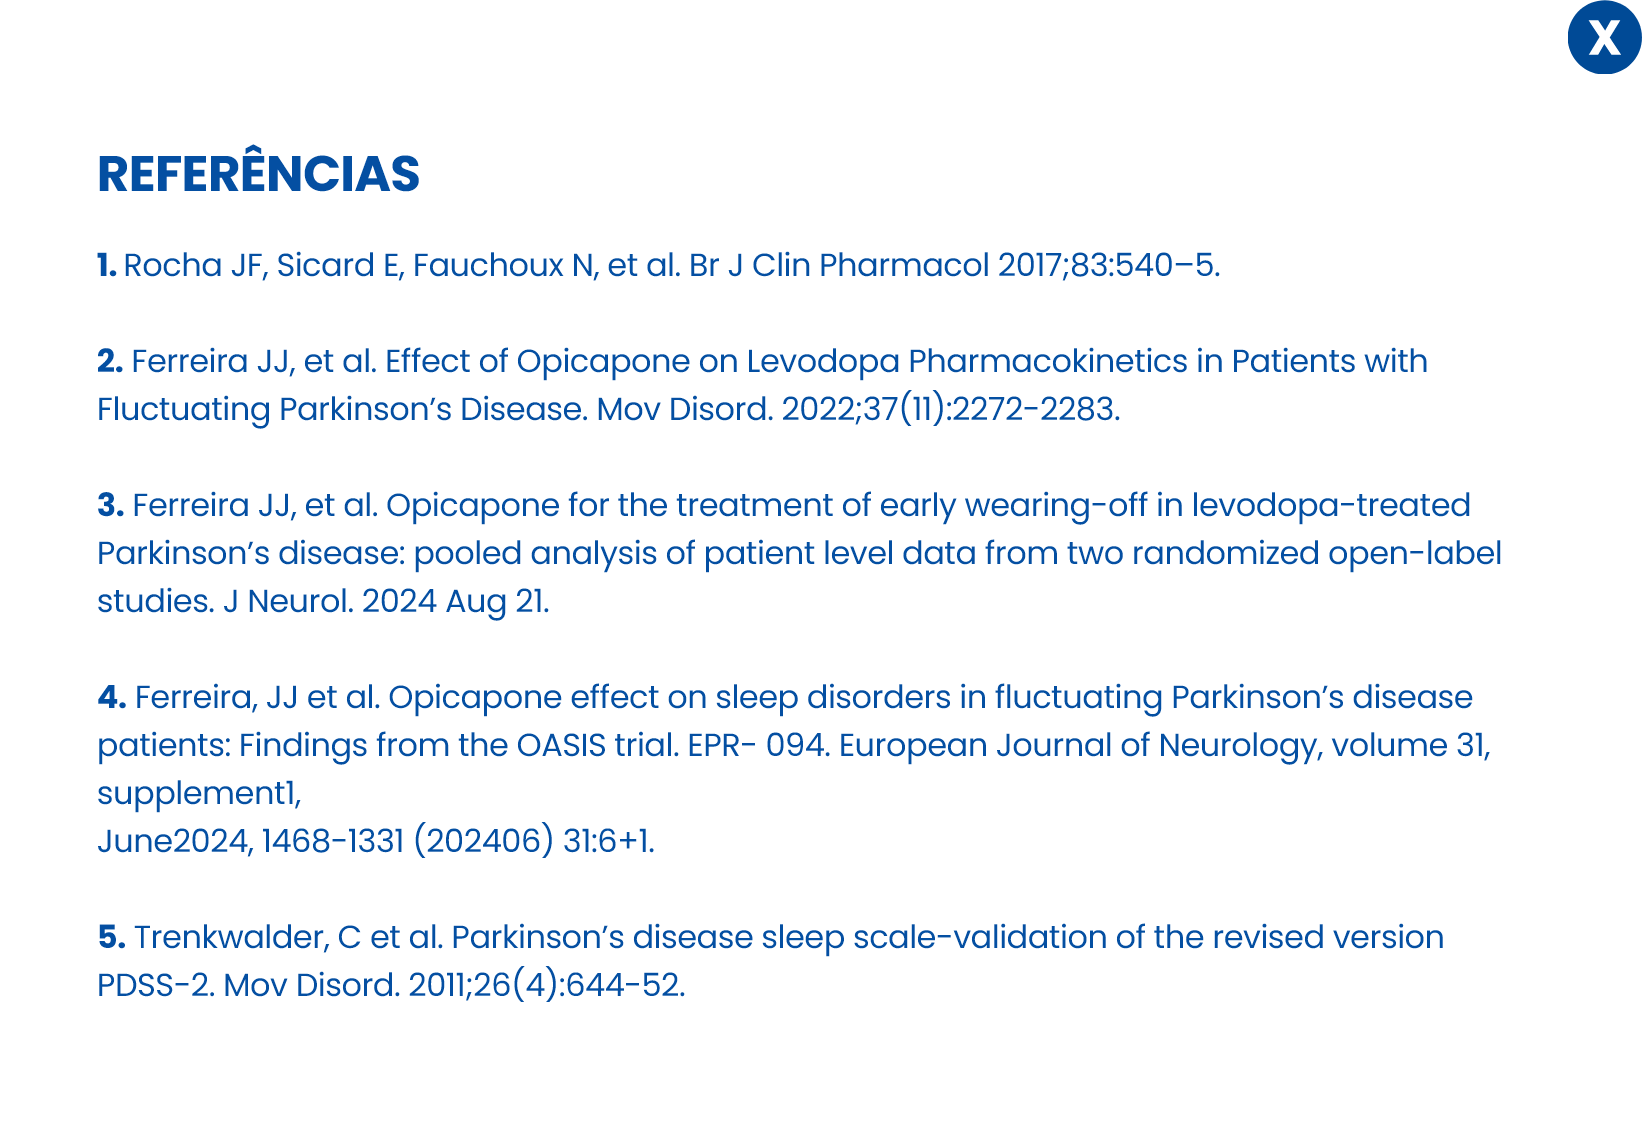 X
REFERÊNCIAS
1. Rocha JF, Sicard E, Fauchoux N, et al. Br J Clin Pharmacol 2017;83:540–5.
2. Ferreira JJ, et al. Effect of Opicapone on Levodopa Pharmacokinetics in Patients with
Fluctuating Parkinson’s Disease. Mov Disord. 2022;37(11):2272-2283.
3. Ferreira JJ, et al. Opicapone for the treatment of early wearing-off in levodopa-treated
Parkinson’s disease: pooled analysis of patient level data from two randomized open-label
studies. J Neurol. 2024 Aug 21.
4. Ferreira, JJ et al. Opicapone effect on sleep disorders in fluctuating Parkinson’s disease
patients: Findings from the OASIS trial. EPR- 094. European Journal of Neurology, volume 31,
supplement1,
June2024, 1468-1331 (202406) 31:6+1.
5. Trenkwalder, C et al. Parkinson’s disease sleep scale-validation of the revised version
PDSS-2. Mov Disord. 2011;26(4):644-52.